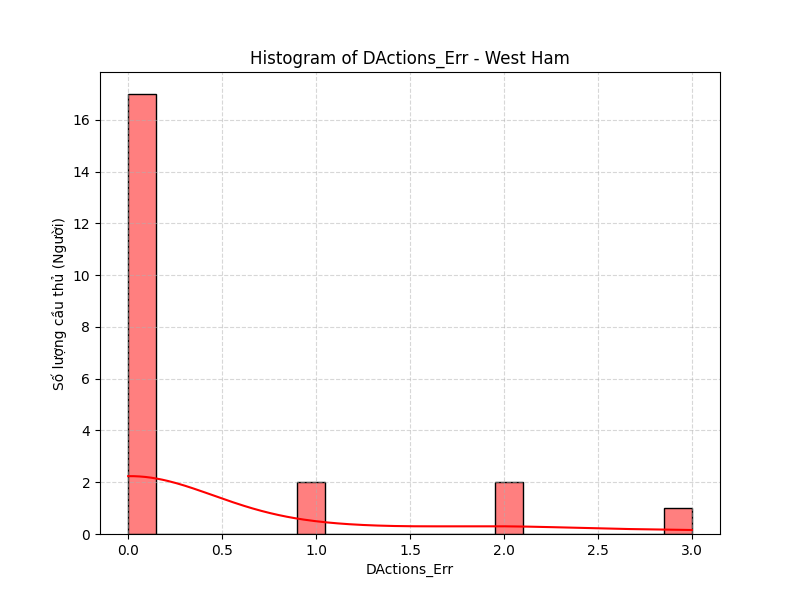 Histogram of DActions_Err - West Ham
Số lượng cầu thủ (Người)
16
14
12
10
8
6
4
2
0
0.0 0.5 1.0 1.5 2.0 2.5 3.0
DActions_Err